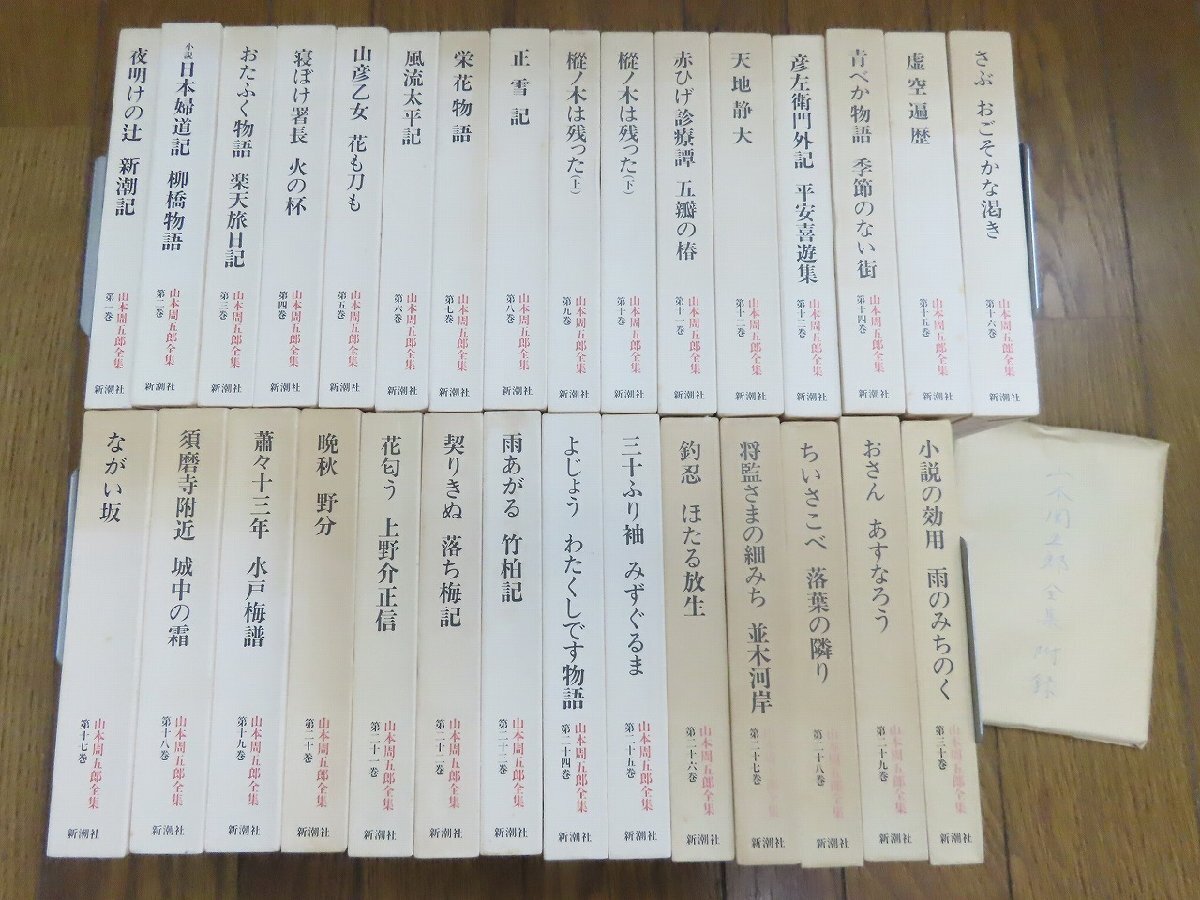 夜明けの辻 新潮記
山本周五郎全集
第一巻
新潮社
小説 日本婦道記 柳橋物語
山本周五郎全集
第二巻
新潮社
おたふく物語 楽天旅日記
山本周五郎全集
第三巻
新潮社
寝ぼけ署長 火の杯
山本周五郎全集
第四巻
新潮社
山彦乙女 花も刀も
山本周五郎全集
第五巻
新潮社
風流太平記
山本周五郎全集
第六巻
新潮社
栄花物語
山本周五郎全集
第七巻
新潮社
正雪記
山本周五郎全集
第八巻
新潮社
樅ノ木は残った(上)
山本周五郎全集
第九巻
新潮社
樅ノ木は残った(下)
山本周五郎全集
第十巻
新潮社
赤ひげ診療譚 五瓣の椿
山本周五郎全集
第十一巻
新潮社
天地静大
山本周五郎全集
第十二巻
新潮社
彦左衛門外記 平安喜遊集
山本周五郎全集
第十三巻
新潮社
青べか物語 季節のない街
山本周五郎全集
第十四巻
新潮社
虚空遍歴
山本周五郎全集
第十五巻
新潮社
さぶ おごそかな渇き
山本周五郎全集
第十六巻
新潮社
ながい坂
山本周五郎全集
第十七巻
新潮社
須磨寺附近 城中の霜
山本周五郎全集
第十八巻
新潮社
蕭々十三年 水戸梅譜
山本周五郎全集
第十九巻
新潮社
晩秋 野分
山本周五郎全集
第二十巻
新潮社
花匂う 上野介正信
山本周五郎全集
第二十一巻
新潮社
契りきぬ 落ち梅記
山本周五郎全集
第二十二巻
新潮社
雨あがる 竹柏記
山本周五郎全集
第二十三巻
新潮社
よじょう わたくしです物語
山本周五郎全集
第二十四巻
新潮社
三十ふり袖 みずぐるま
山本周五郎全集
第二十五巻
新潮社
釣忍 ほたる放生
山本周五郎全集
第二十六巻
新潮社
将監さまの細みち 並木河岸
山本周五郎全集
第二十七巻
新潮社
ちいさこべ 落葉の隣り
山本周五郎全集
第二十八巻
新潮社
おさん あすなろう
山本周五郎全集
第二十九巻
新潮社
小説の効用 雨のみちのく
山本周五郎全集
第三十巻
新潮社
山本周五郎全集 附録